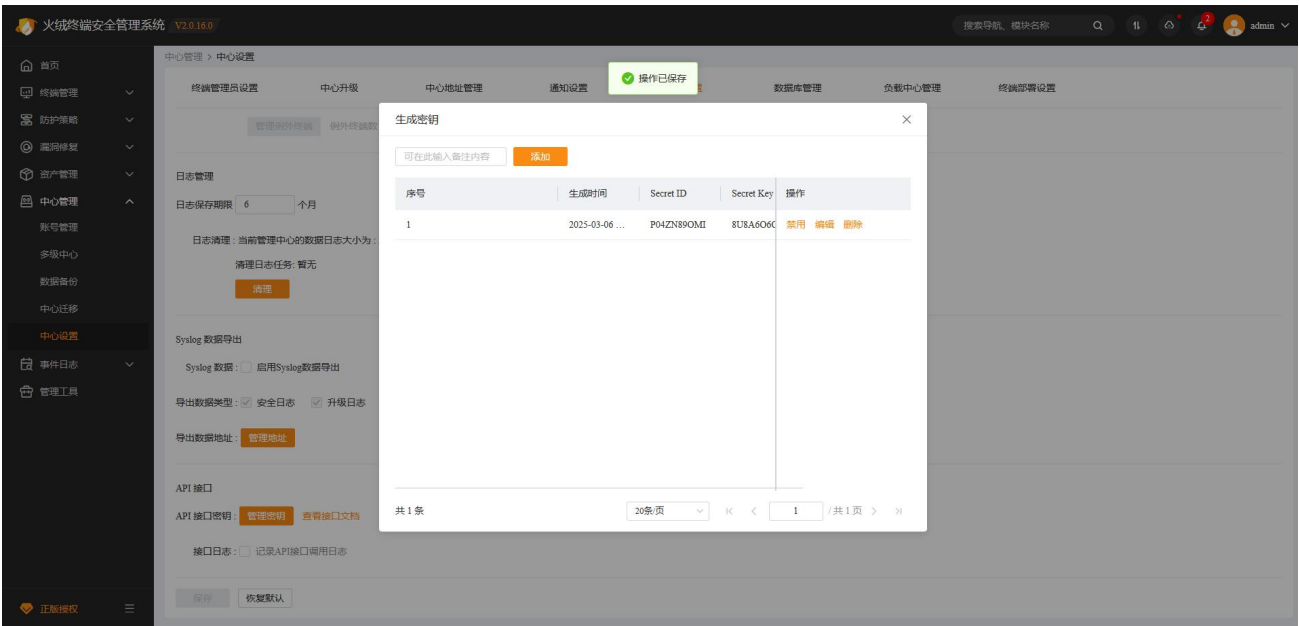 火绒终端安全管理系统 V2.0.16.0 搜索导航、模块名称 2 admin
首页
终端管理
防护策略
漏洞修复
资产管理
中心管理
账号管理
多级中心
数据备份
中心迁移
中心设置
事件日志
管理工具
正版授权
中心管理 > 中心设置
操作已保存
终端管理员设置 中心升级 中心地址管理 通知设置 数据库管理 负载中心管理 终端部署设置
管理例外终端 例外终端数
日志管理
日志保存期限 6 个月
日志清理 : 当前管理中心的数据日志大小为 :
清理日志任务: 暂无
清理
Syslog 数据导出
Syslog 数据 : 启用Syslog数据导出
导出数据类型 : 安全日志 升级日志
导出数据地址 : 管理地址
API 接口
API 接口密钥 : 管理密钥 查看接口文档
接口日志 : 记录API接口调用日志
保存 恢复默认
生成密钥
可在此输入备注内容 添加
序号 生成时间 Secret ID Secret Key 操作
1 2025-03-06 ... P04ZN89OMI 8U8A6O6C 禁用 编辑 删除
共 1 条 20条/页 1 / 共 1 页